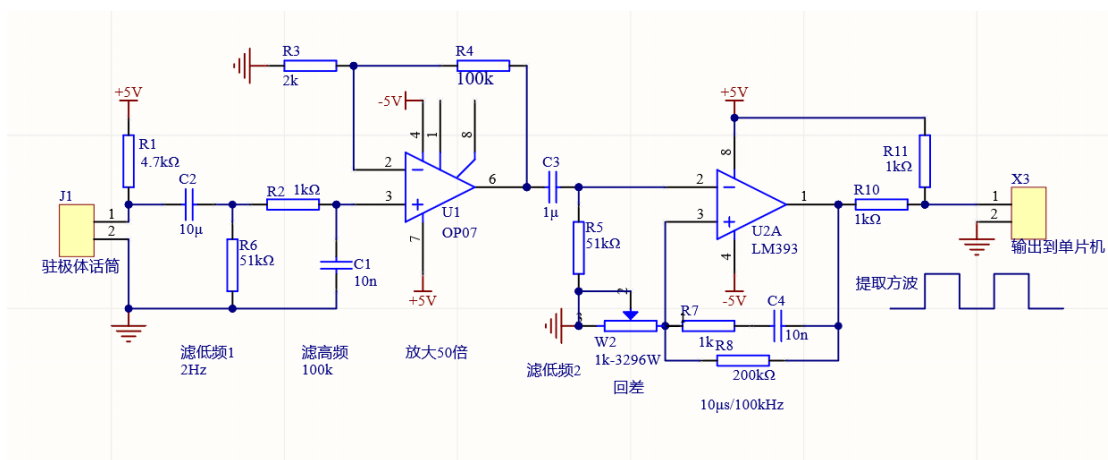 R3
2k
R4
100k
-5V
4
1
8
+5V
R1
4.7kΩ
J1
1
2
驻极体话筒
C2
10μ
R2
1kΩ
R6
51kΩ
C1
10n
2
3
6
U1
OP07
7
+5V
C3
1μ
R5
51kΩ
+5V
8
2
3
1
U2A
LM393
4
-5V
R11
1kΩ
R10
1kΩ
X3
1
2
输出到单片机
提取方波
2
3
W2
1k-3296W
回差
R7
1k
C4
10n
R8
200kΩ
10μs/100kHz
滤低频1
2Hz
滤高频
100k
放大50倍
滤低频2